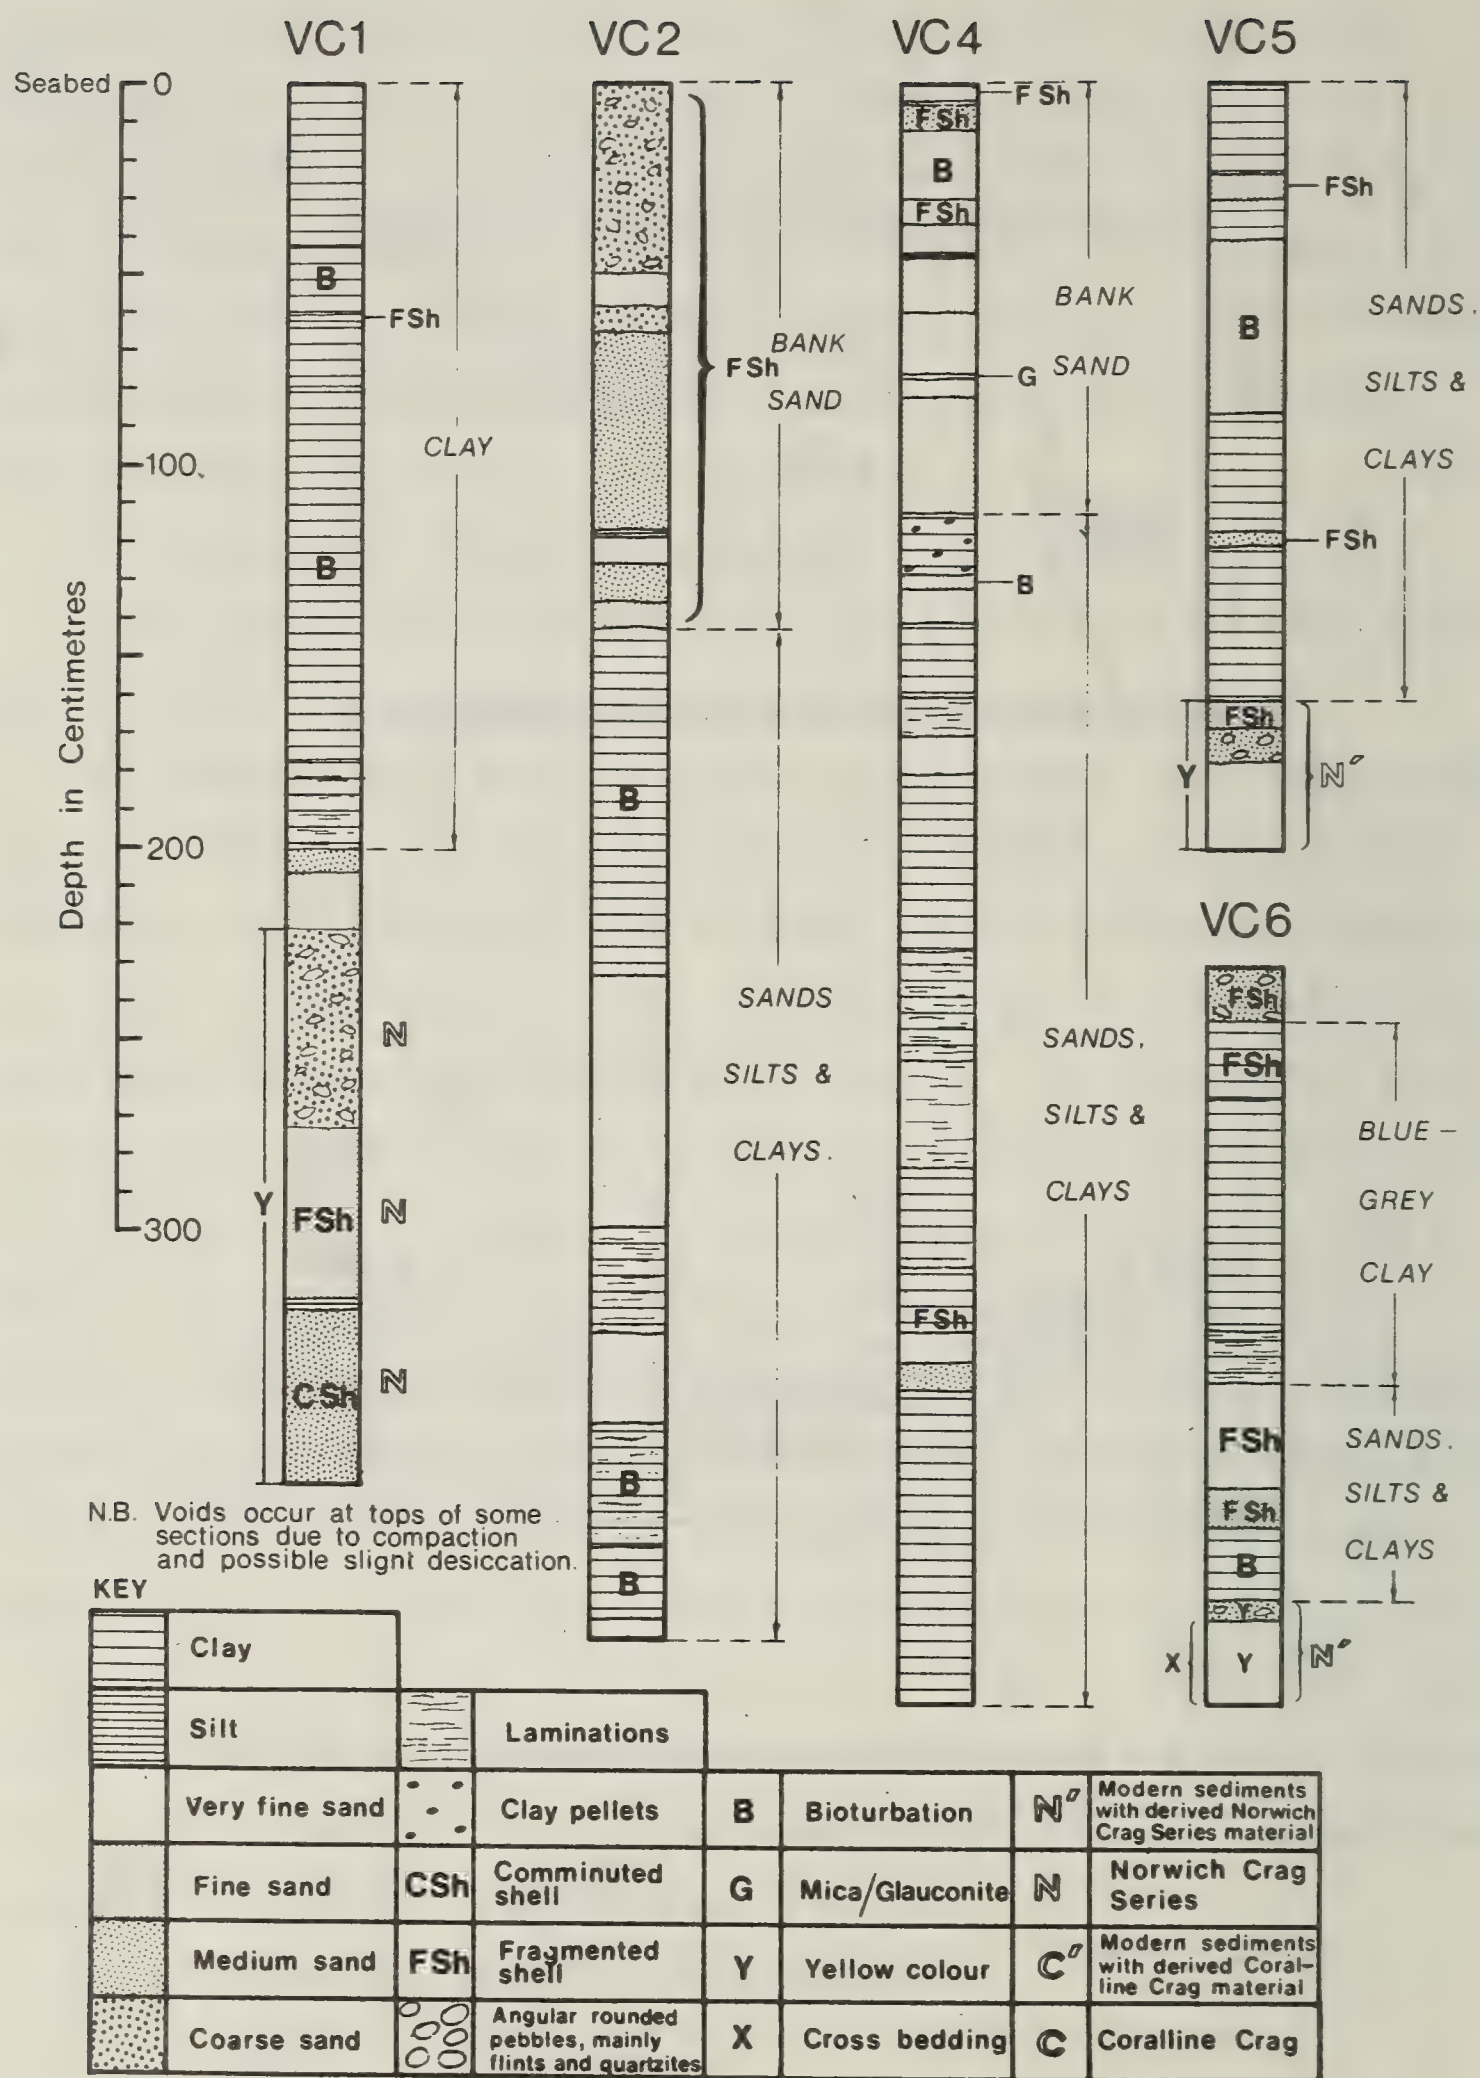 VC1
VC2
VC4
VC5
Seabed
0
100
200
300
Depth in Centimetres
B
FSh
B
CLAY
Y
N
FSh
N
CSh
N
FSh
BANK
SAND
B
SANDS
SILTS &
CLAYS.
B
B
FSh
FSh
B
FSh
G
BANK
SAND
B
SANDS.
SILTS &
CLAYS
FSh
FSh
B
FSh
SANDS.
SILTS &
CLAYS
FSh
Y
N'
VC6
FSh
FSh
BLUE-
GREY
CLAY
FSh
SANDS.
FSh
SILTS &
B
CLAYS
Y
X
Y
N'
N.B. Voids occur at tops of some
sections due to compaction
and possible slight desiccation.
KEY
Clay
Silt
Laminations
Very fine sand
Clay pellets
B
Bioturbation
N'
Modern sediments
with derived Norwich
Crag Series material
Fine sand
CSh
Comminuted
shell
G
Mica/Glauconite
N
Norwich Crag
Series
Medium sand
FSh
Fragmented
shell
Y
Yellow colour
C'
Modern sediments
with derived Coral-
line Crag material
Coarse sand
Angular rounded
pebbles, mainly
flints and quartzites
X
Cross bedding
C
Coralline Crag